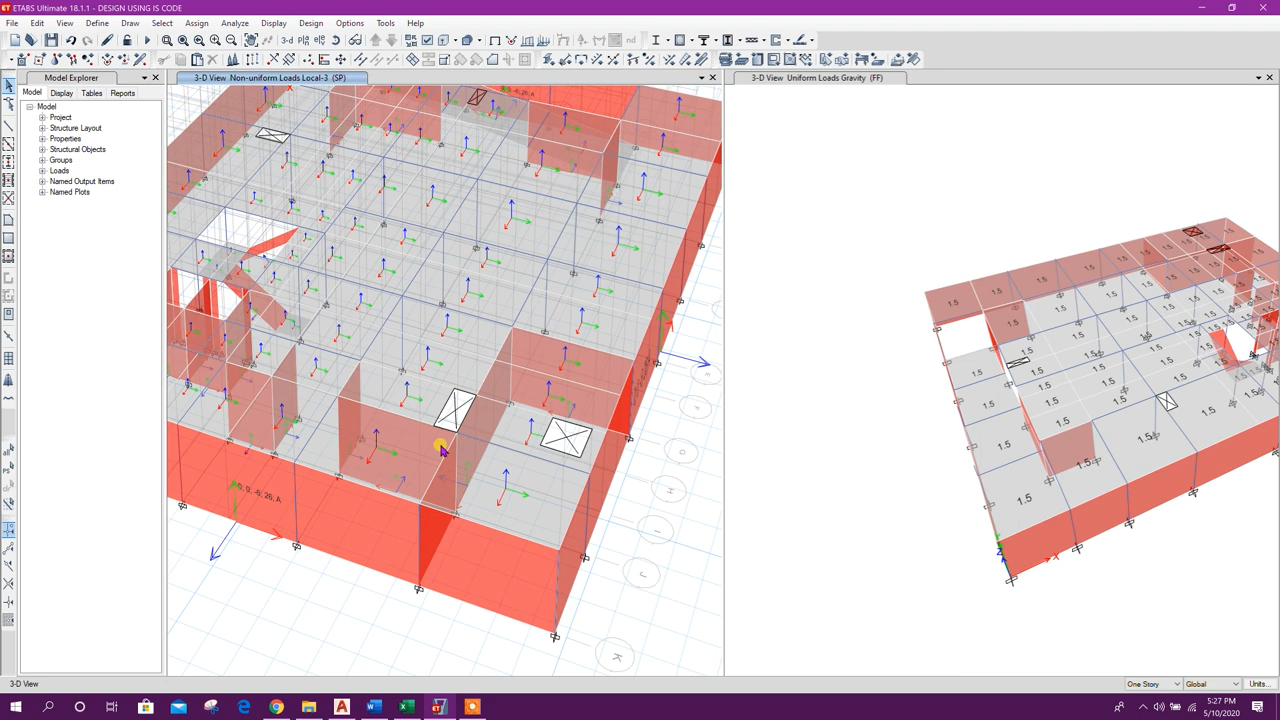 ETABS Ultimate 18.1.1 - DESIGN USING IS CODE
File Edit View Define Draw Select Assign Analyze Display Design Options Tools Help
Model Explorer
3-D View Non-uniform Loads Local-3 (SP)
3-D View Uniform Loads Gravity (FF)
Model Display Tables Reports
Model
Project
Structure Layout
Properties
Structural Objects
Groups
Loads
Named Output Items
Named Plots
F
F
G
H
I
J
K
1.5 1.5 1.5 1.5 1.5 1.5
1.5 1.5 1.5 1.5
1.5 1.5 1.5 1.5
1.5 1.5 1.5 1.5
1.5 1.5 1.5
1.5
X
Z
3-D View
One Story Global Units...
5:27 PM
5/10/2020